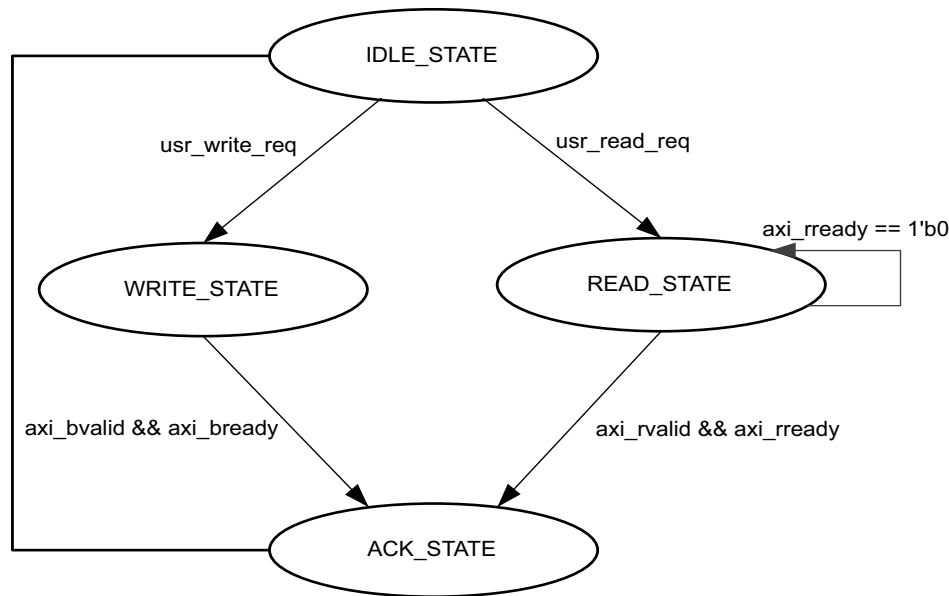 IDLE_STATE
usr_write_req
usr_read_req
axi_rready == 1'b0
WRITE_STATE
READ_STATE
axi_bvalid && axi_bready
axi_rvalid && axi_rready
ACK_STATE